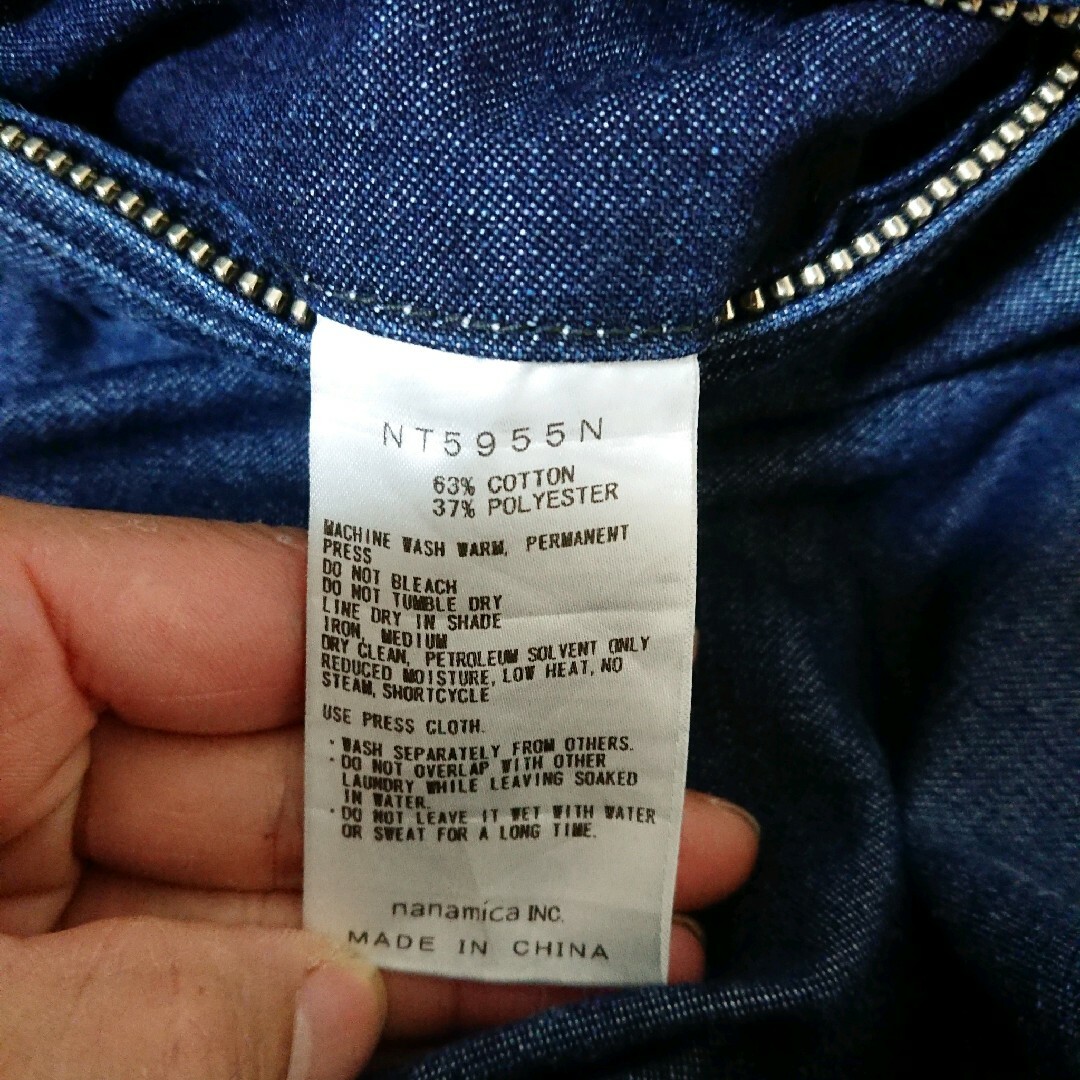 NT5955N
63% COTTON
37% POLYESTER
MACHINE WASH WARM, PERMANENT
PRESS
DO NOT BLEACH
DO NOT TUMBLE DRY
LINE DRY IN SHADE
IRON, MEDIUM
DRY CLEAN, PETROLEUM SOLVENT ONLY
REDUCED MOISTURE, LOW HEAT, NO
STEAM, SHORTCYCLE
USE PRESS CLOTH.
・WASH SEPARATELY FROM OTHERS.
・DO NOT OVERLAP WITH OTHER
LAUNDRY WHILE LEAVING SOAKED
IN WATER.
・DO NOT LEAVE IT WET WITH WATER
OR SWEAT FOR A LONG TIME.
nanamica INC.
MADE IN CHINA